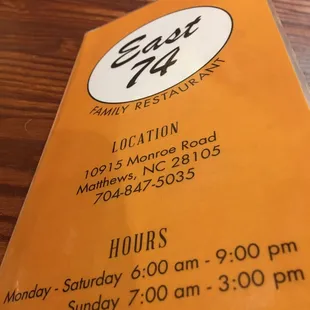 East
74
FAMILY RESTAURANT
LOCATION
10915 Monroe Road
Matthews, NC 28105
704-847-5035
HOURS
Monday - Saturday 6:00 am - 9:00 pm
Sunday 7:00 am - 3:00 pm